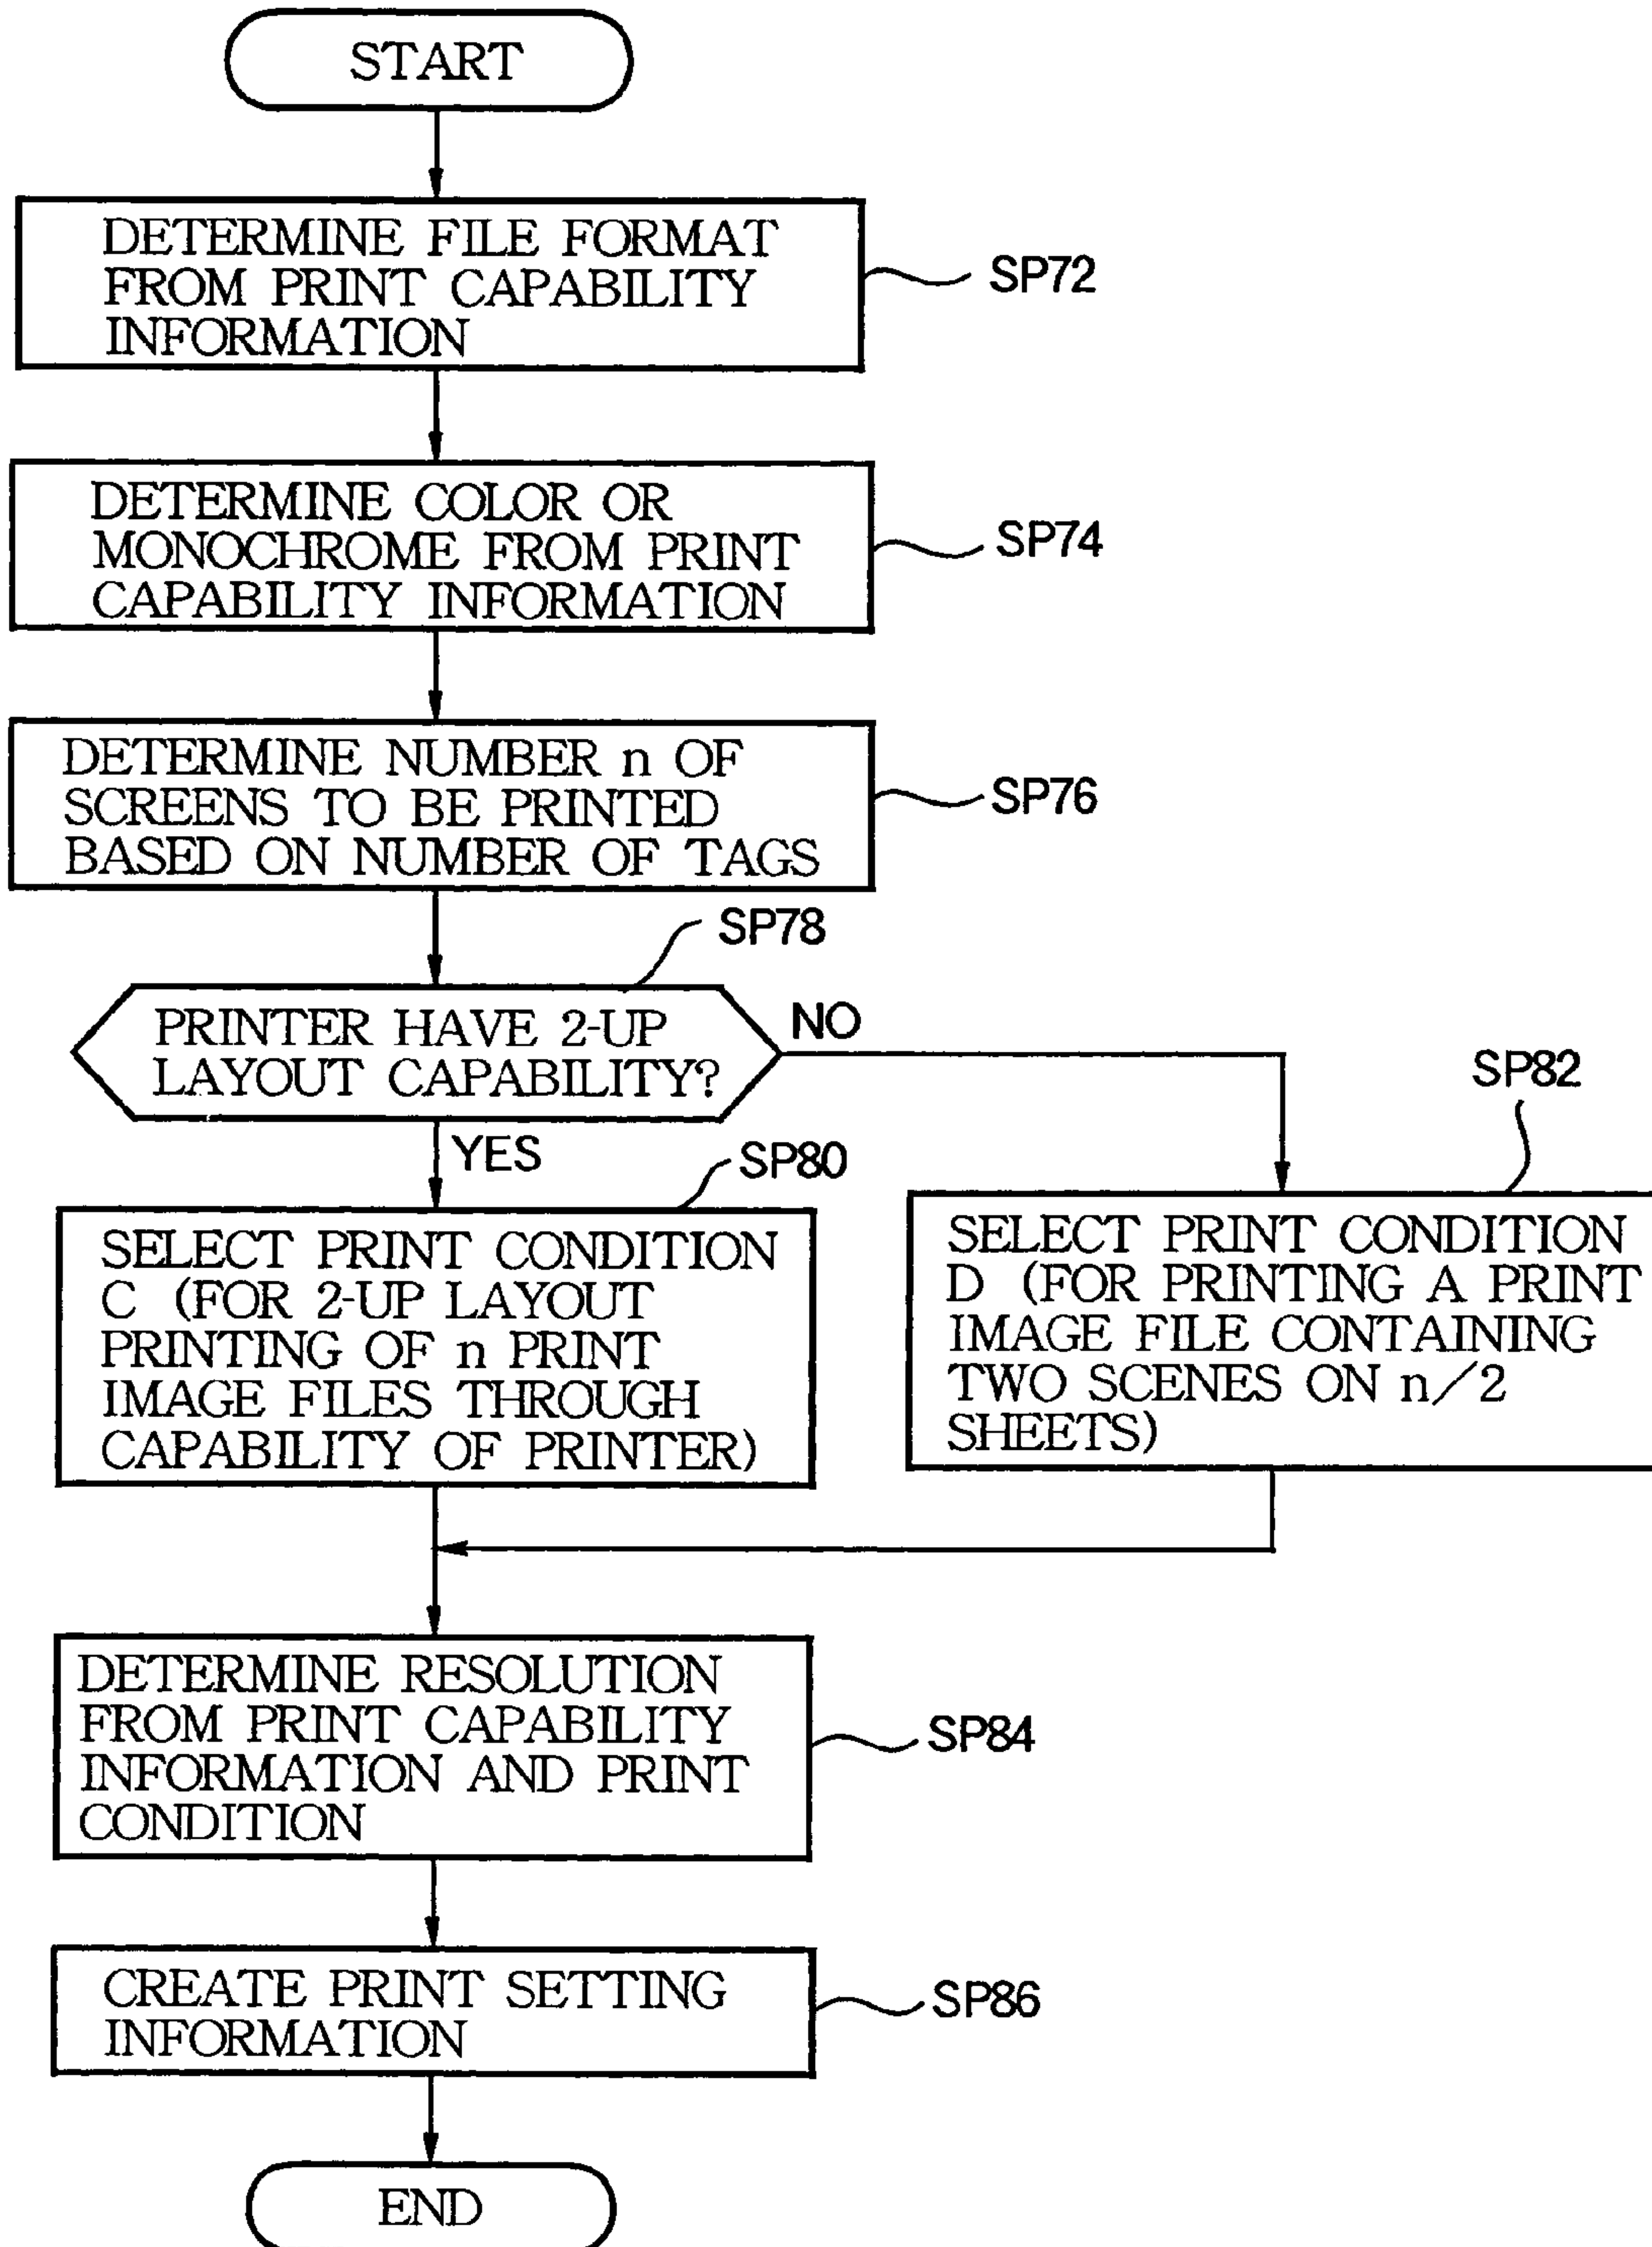 START
DETERMINE FILE FORMAT
FROM PRINT CAPABILITY
INFORMATION
SP72
DETERMINE COLOR OR
MONOCHROME FROM PRINT
CAPABILITY INFORMATION
SP74
DETERMINE NUMBER n OF
SCREENS TO BE PRINTED
BASED ON NUMBER OF TAGS
SP76
SP78
PRINTER HAVE 2-UP
LAYOUT CAPABILITY?
NO
YES
SP80
SELECT PRINT CONDITION
C (FOR 2-UP LAYOUT
PRINTING OF n PRINT
IMAGE FILES THROUGH
CAPABILITY OF PRINTER)
SP82
SELECT PRINT CONDITION
D (FOR PRINTING A PRINT
IMAGE FILE CONTAINING
TWO SCENES ON n/2
SHEETS)
DETERMINE RESOLUTION
FROM PRINT CAPABILITY
INFORMATION AND PRINT
CONDITION
SP84
CREATE PRINT SETTING
INFORMATION
SP86
END